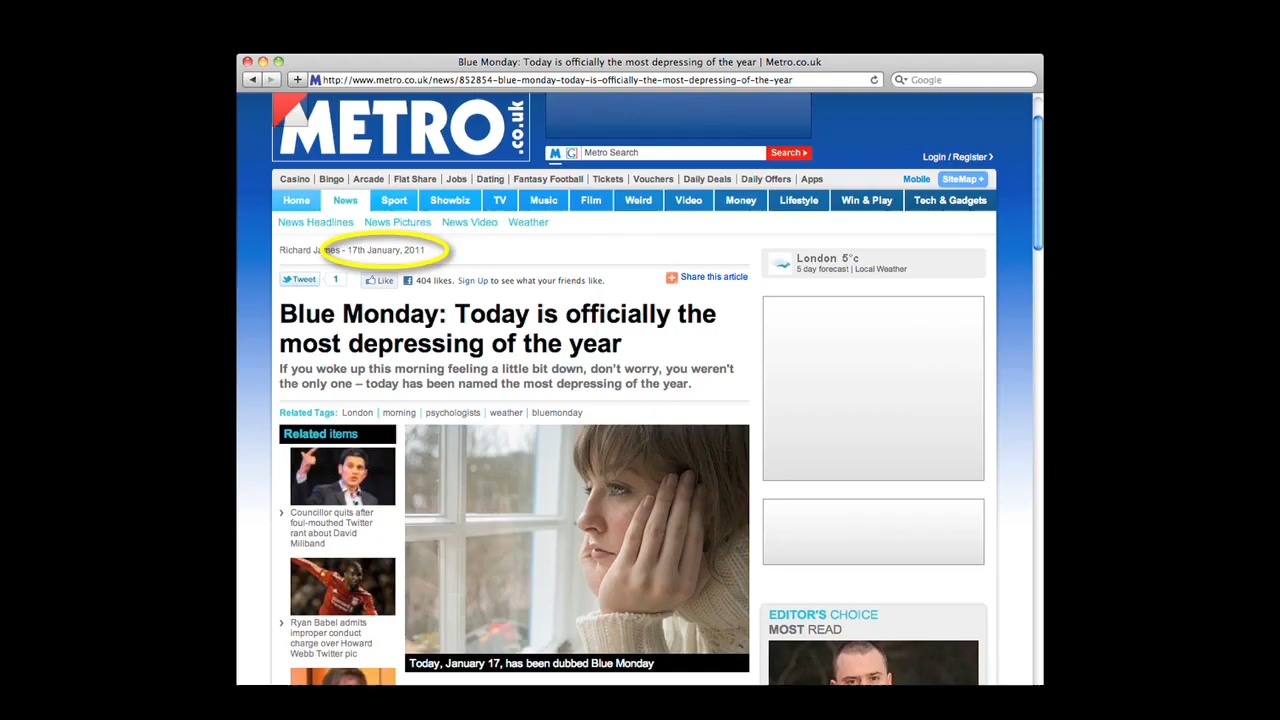 Blue Monday: Today is officially the most depressing of the year | Metro.co.uk
http://www.metro.co.uk/news/852854-blue-monday-today-is-officially-the-most-depressing-of-the-year
Google
METRO.co.uk
Metro Search
Search
Login / Register
Casino Bingo Arcade Flat Share Jobs Dating Fantasy Football Tickets Vouchers Daily Deals Daily Offers Apps Mobile SiteMap +
Home News Sport Showbiz TV Music Film Weird Video Money Lifestyle Win & Play Tech & Gadgets
News Headlines News Pictures News Video Weather
Richard James - 17th January, 2011
Tweet 1 Like 404 likes. Sign Up to see what your friends like. Share this article
Blue Monday: Today is officially the
most depressing of the year
If you woke up this morning feeling a little bit down, don't worry, you weren't
the only one – today has been named the most depressing of the year.
Related Tags: London | morning | psychologists | weather | bluemonday
Related items
Councillor quits after
foul-mouthed Twitter
rant about David
Miliband
Ryan Babel admits
improper conduct
charge over Howard
Webb Twitter pic
Today, January 17, has been dubbed Blue Monday
London 5°c
5 day forecast | Local Weather
EDITOR'S CHOICE
MOST READ